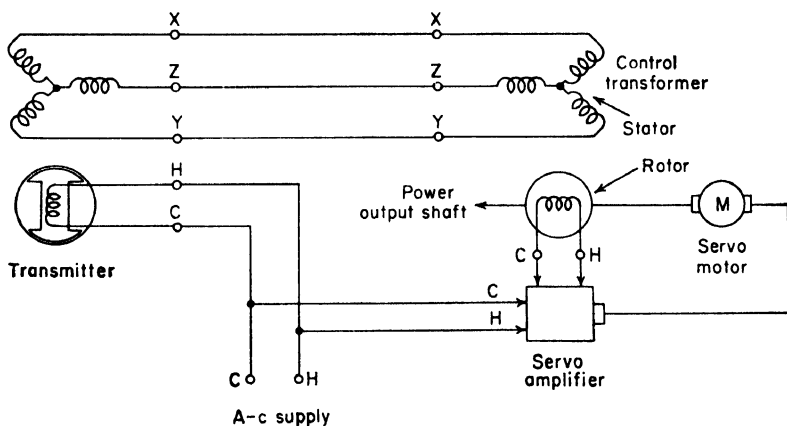 X
X
Z
Z
Control
transformer
Y
Y
Stator
H
Rotor
Power
output shaft
M
C
Servo
motor
C
H
Transmitter
C
H
Servo
amplifier
C
H
A-c supply